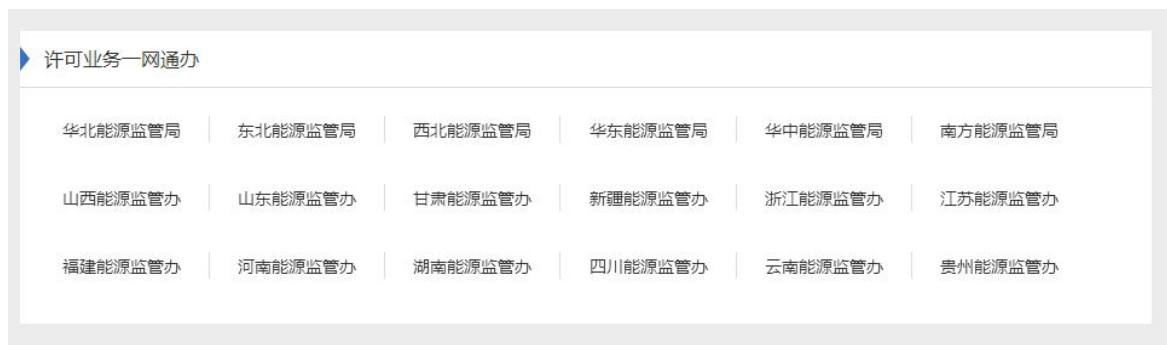 许可业务一网通办
华北能源监管局 东北能源监管局 西北能源监管局 华东能源监管局 华中能源监管局 南方能源监管局
山西能源监管办 山东能源监管办 甘肃能源监管办 新疆能源监管办 浙江能源监管办 江苏能源监管办
福建能源监管办 河南能源监管办 湖南能源监管办 四川能源监管办 云南能源监管办 贵州能源监管办